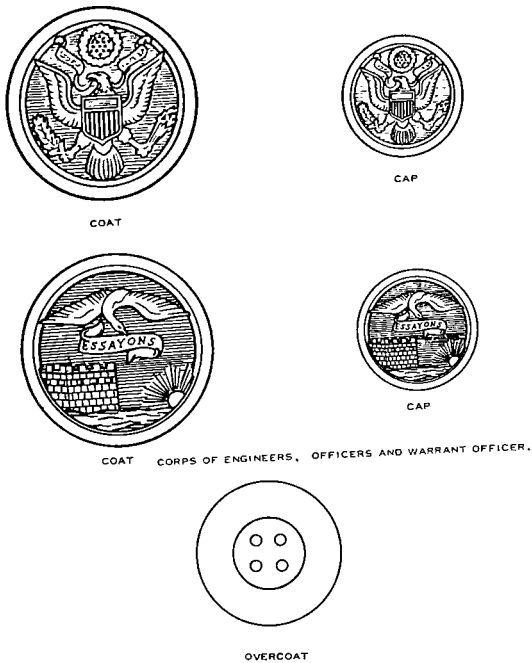 COAT
CAP
ESSAYONS
ESSAYONS
CAP
COAT CORPS OF ENGINEERS, OFFICERS AND WARRANT OFFICER.
OVERCOAT